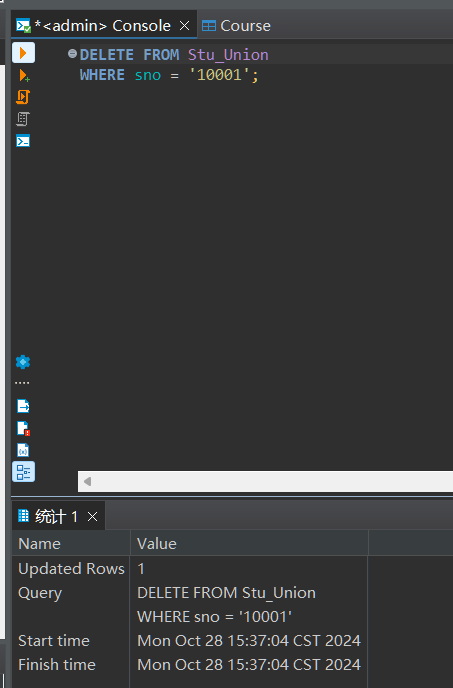 *<admin> Console
Course
DELETE FROM Stu_Union
WHERE sno = '10001';
统计 1
Name Value
Updated Rows 1
Query DELETE FROM Stu_Union
WHERE sno = '10001'
Start time Mon Oct 28 15:37:04 CST 2024
Finish time Mon Oct 28 15:37:04 CST 2024